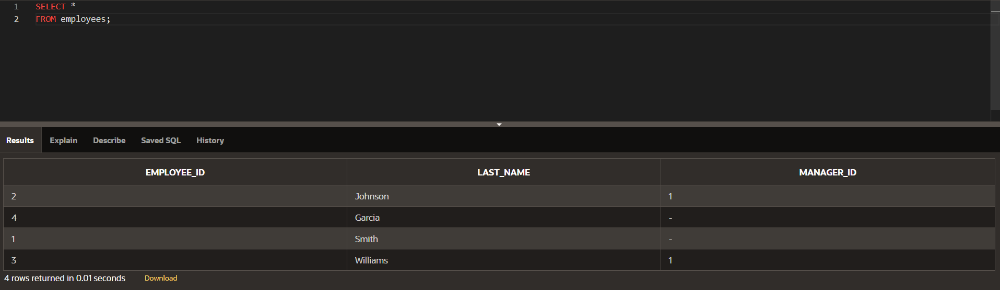 1 SELECT *
2 FROM employees;
Results Explain Describe Saved SQL History
EMPLOYEE_ID LAST_NAME MANAGER_ID
2 Johnson 1
4 Garcia -
1 Smith -
3 Williams 1
4 rows returned in 0.01 seconds Download